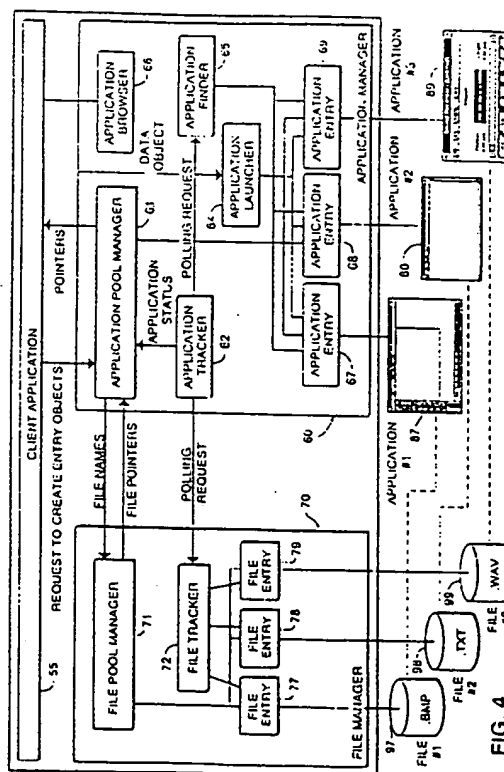 CLIENT APPLICATION
55
REQUEST TO CREATE ENTRY OBJECTS
POINTERS
FILE NAMES
FILE POINTERS
APPLICATION POOL MANAGER
63
APPLICATION BROWSER
66
DATA OBJECT
APPLICATION STATUS
POLLING REQUEST
APPLICATION TRACKER
62
APPLICATION LAUNCHER
64
APPLICATION FINDER
65
POLLING REQUEST
APPLICATION ENTRY
67
APPLICATION ENTRY
68
APPLICATION ENTRY
69
APPLICATION MANAGER
60
FILE POOL MANAGER
71
FILE TRACKER
72
FILE ENTRY
77
FILE ENTRY
78
FILE ENTRY
79
FILE MANAGER
70
APPLICATION #1
87
APPLICATION #2
APPLICATION #3
89
97
.BMP
FILE #1
98
.TXT
FILE #2
99
.WAV
FILE
FIG. 4